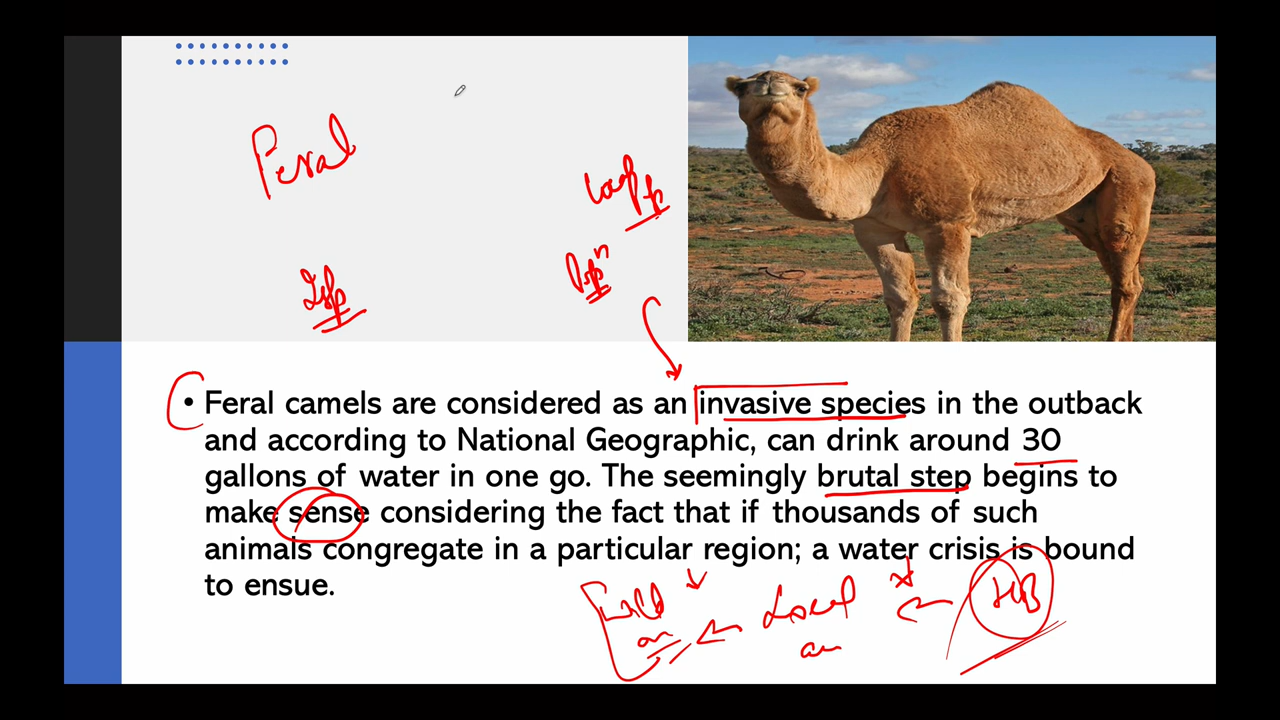 Feral
• Feral camels are considered as an invasive species in the outback
and according to National Geographic, can drink around 30
gallons of water in one go. The seemingly brutal step begins to
make sense considering the fact that if thousands of such
animals congregate in a particular region; a water crisis is bound
to ensue.
Local